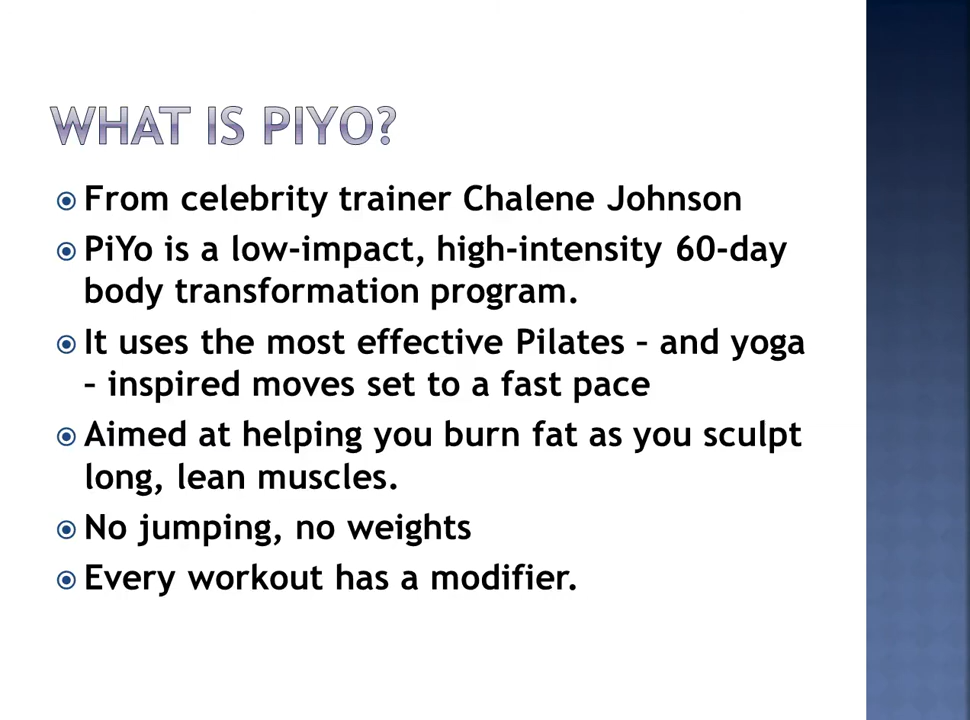 WHAT IS PIYO?
From celebrity trainer Chalene Johnson
PiYo is a low-impact, high-intensity 60-day
body transformation program.
It uses the most effective Pilates – and yoga
– inspired moves set to a fast pace
Aimed at helping you burn fat as you sculpt
long, lean muscles.
No jumping, no weights
Every workout has a modifier.